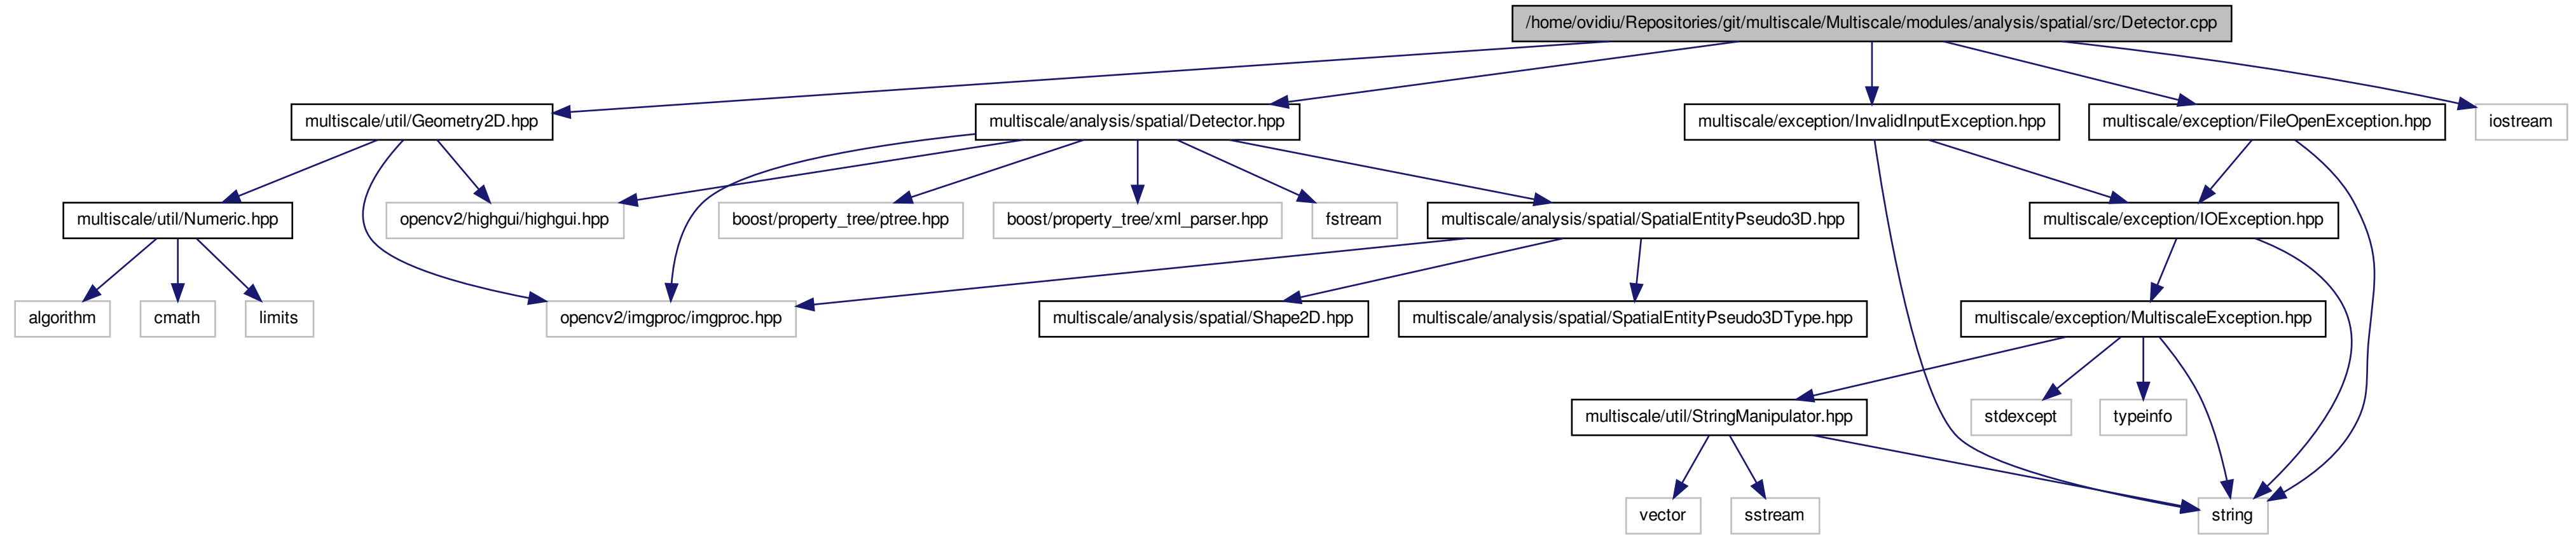 /home/ovidiu/Repositories/git/multiscale/Multiscale/modules/analysis/spatial/src/Detector.cpp
multiscale/util/Geometry2D.hpp
multiscale/analysis/spatial/Detector.hpp
multiscale/exception/InvalidInputException.hpp
multiscale/exception/FileOpenException.hpp
iostream
multiscale/util/Numeric.hpp
opencv2/highgui/highgui.hpp
boost/property_tree/ptree.hpp
boost/property_tree/xml_parser.hpp
fstream
multiscale/analysis/spatial/SpatialEntityPseudo3D.hpp
multiscale/exception/IOException.hpp
algorithm
cmath
limits
opencv2/imgproc/imgproc.hpp
multiscale/analysis/spatial/Shape2D.hpp
multiscale/analysis/spatial/SpatialEntityPseudo3DType.hpp
multiscale/exception/MultiscaleException.hpp
multiscale/util/StringManipulator.hpp
stdexcept
typeinfo
vector
sstream
string